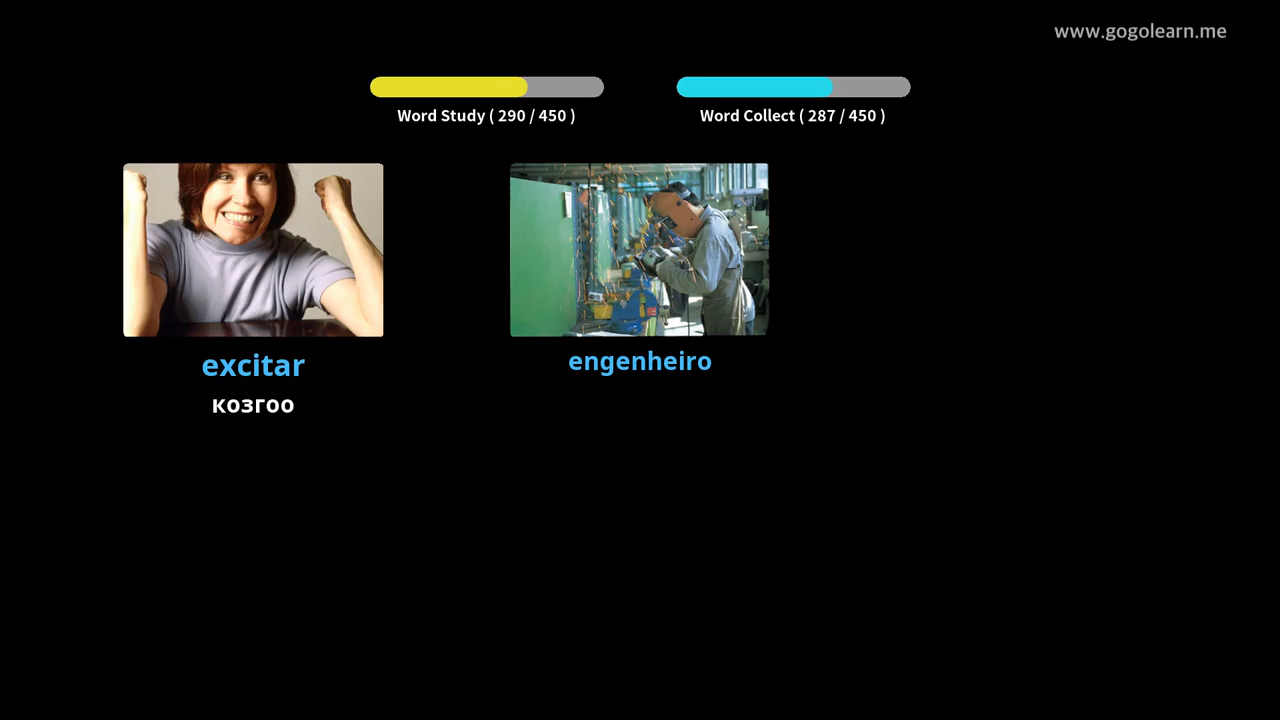 www.gogolearn.me
Word Study ( 290 / 450 )
Word Collect ( 287 / 450 )
excitar
козгоо
engenheiro